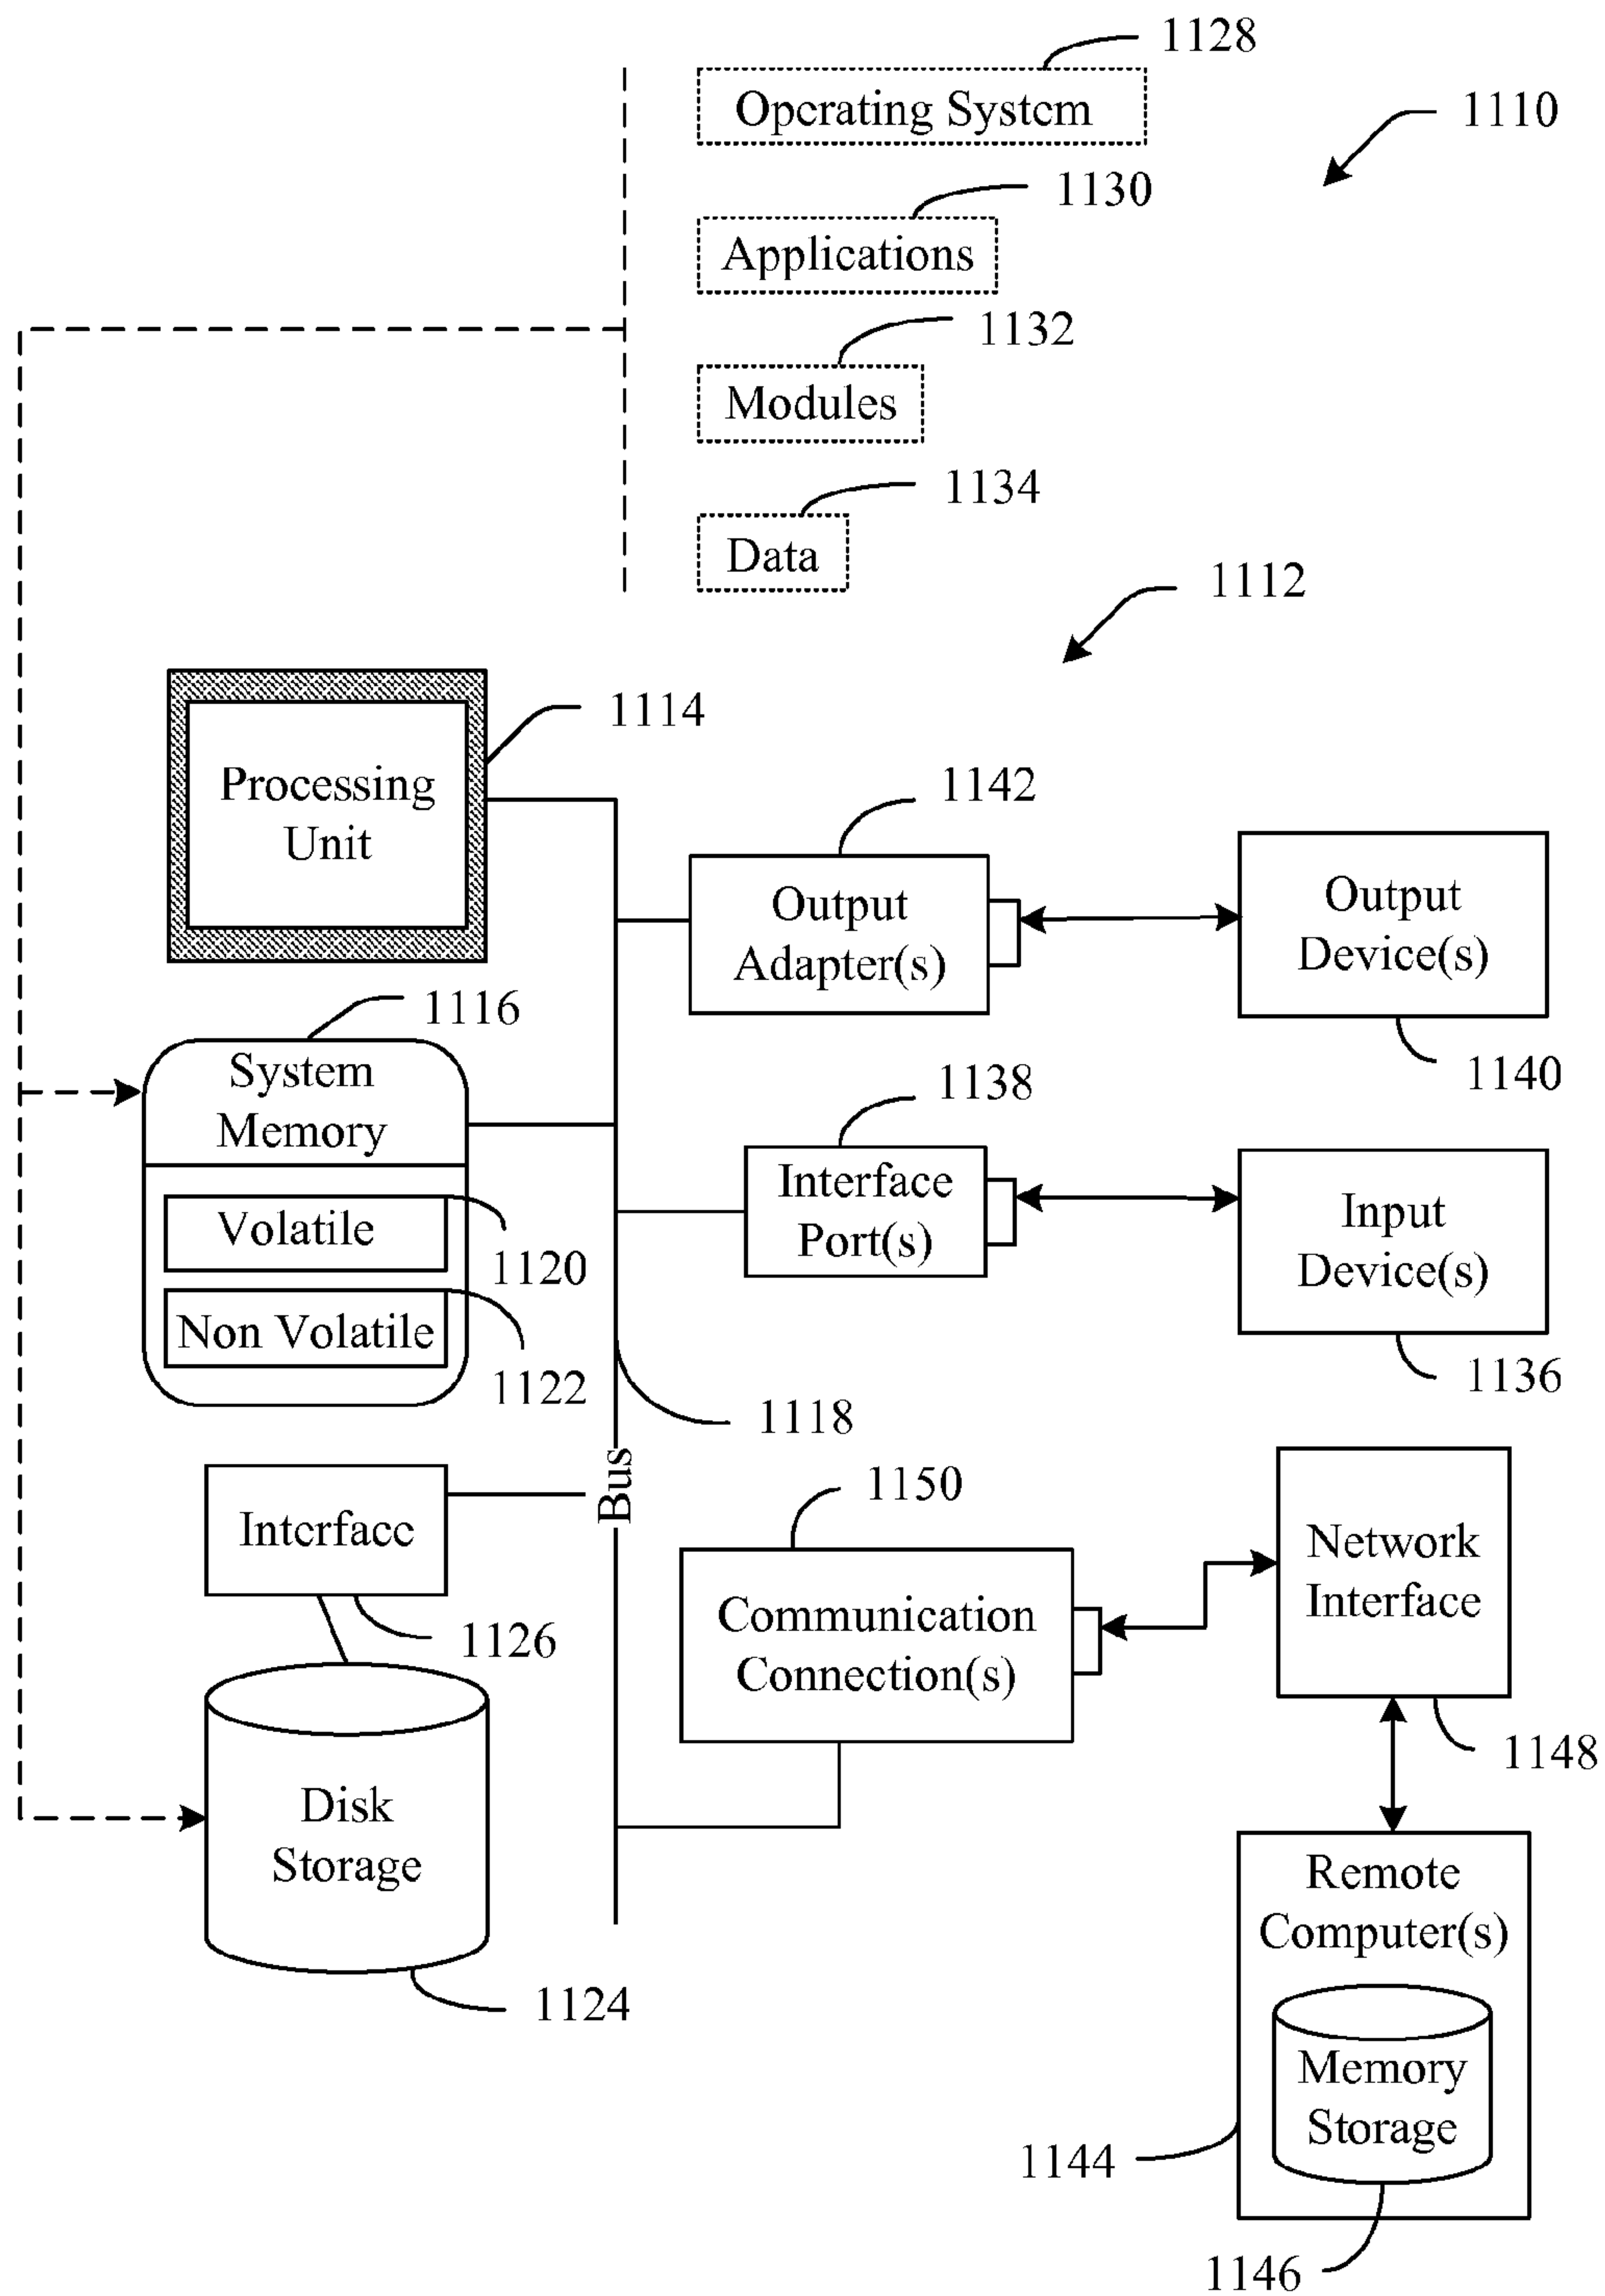 1128
Operating System
1110
1130
Applications
1132
Modules
1134
Data
1112
1114
Processing
Unit
1142
Output
Adapter(s)
Output
Device(s)
1140
1116
System
Memory
Volatile
1120
Non Volatile
1122
1138
Interface
Port(s)
Input
Device(s)
1136
1118
Bus
Interface
1126
1150
Communication
Connection(s)
Network
Interface
1148
Disk
Storage
1124
Remote
Computer(s)
Memory
Storage
1144
1146